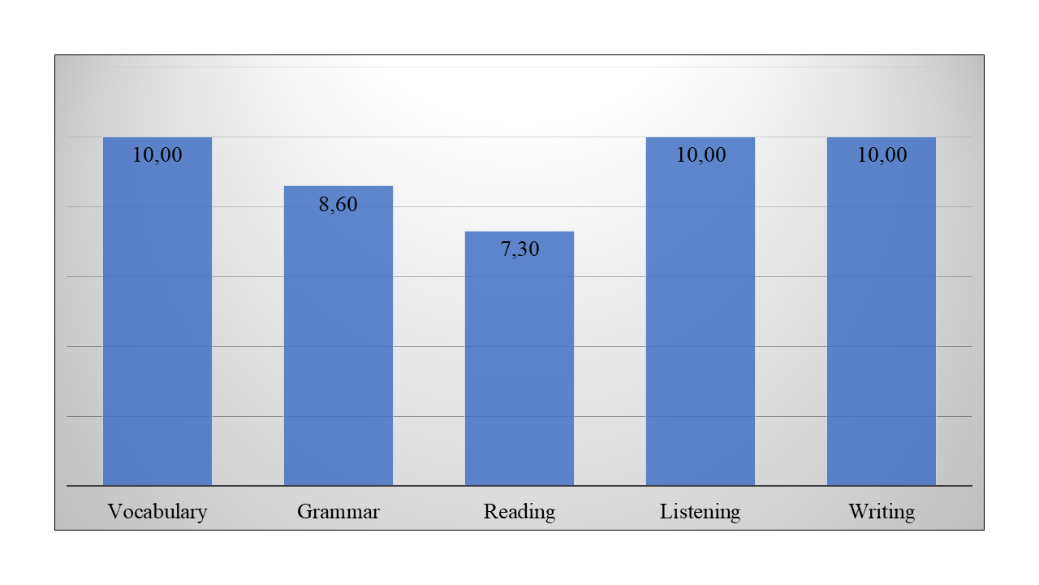 10,00
8,60
7,30
10,00
10,00
Vocabulary
Grammar
Reading
Listening
Writing